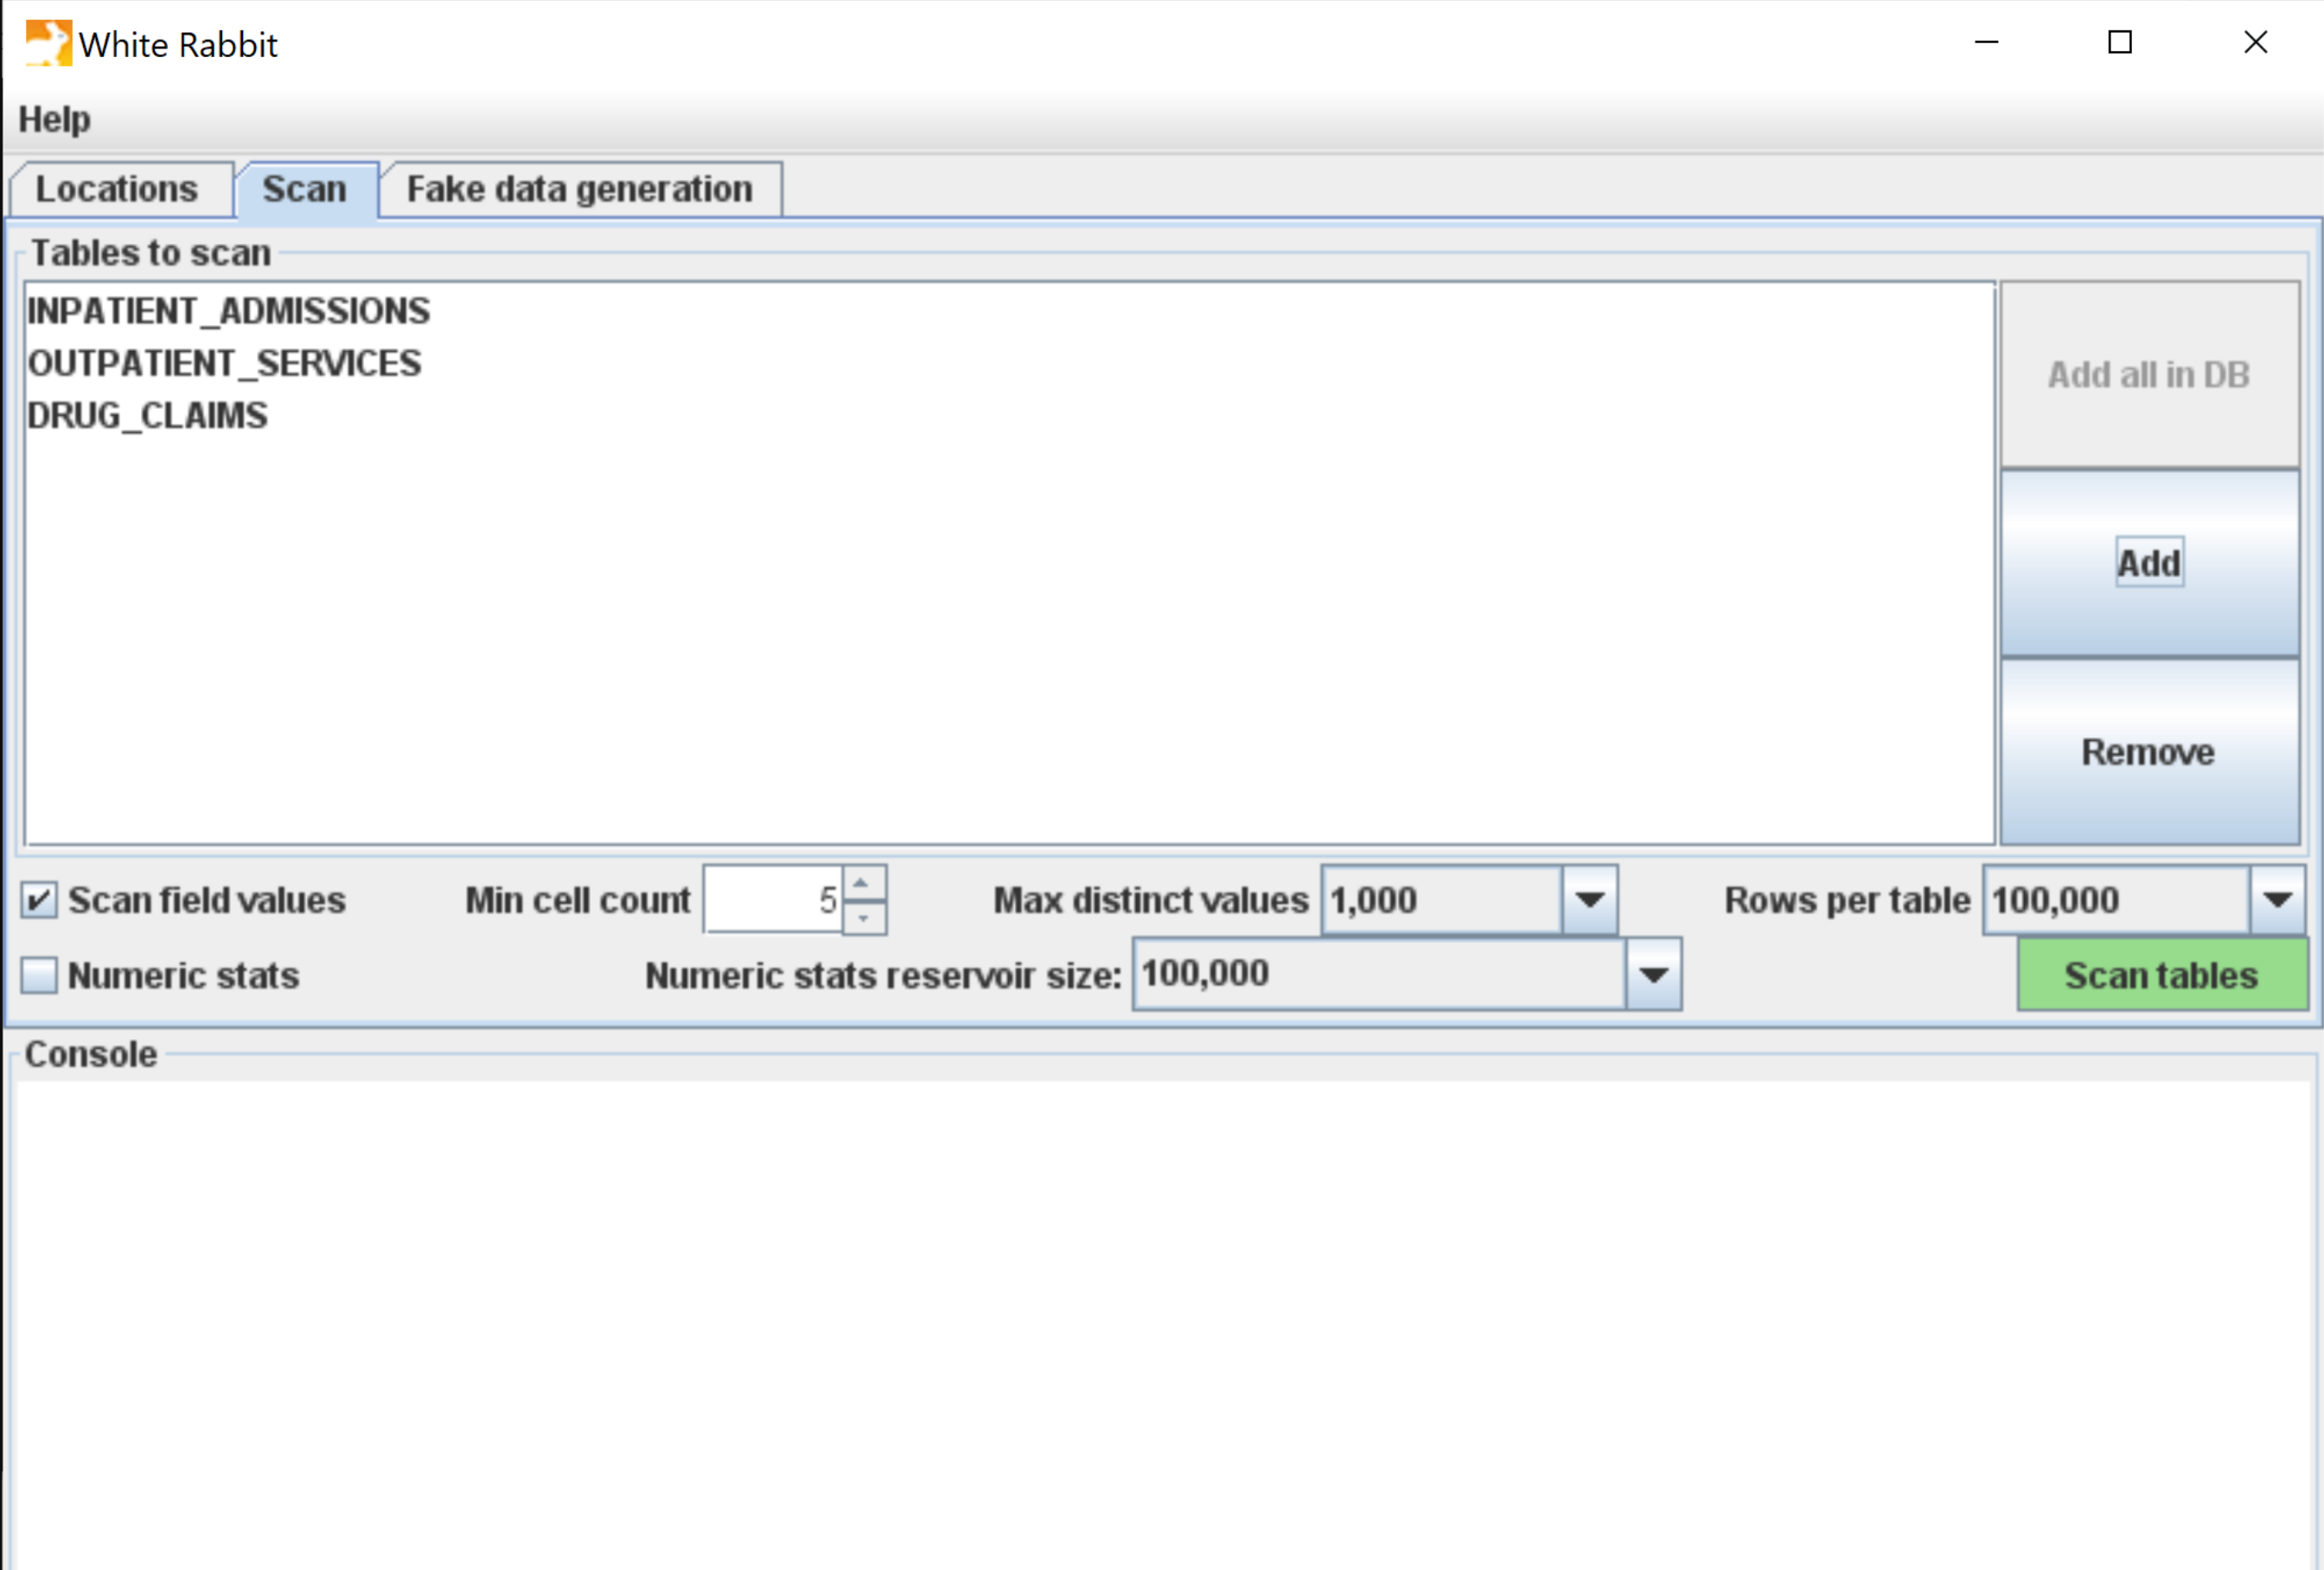 White Rabbit
Help
Locations Scan Fake data generation
Tables to scan
INPATIENT_ADMISSIONS
OUTPATIENT_SERVICES
DRUG_CLAIMS
Add all in DB
Add
Remove
Scan field values Min cell count 5 Max distinct values 1,000 Rows per table 100,000
Numeric stats Numeric stats reservoir size: 100,000 Scan tables
Console